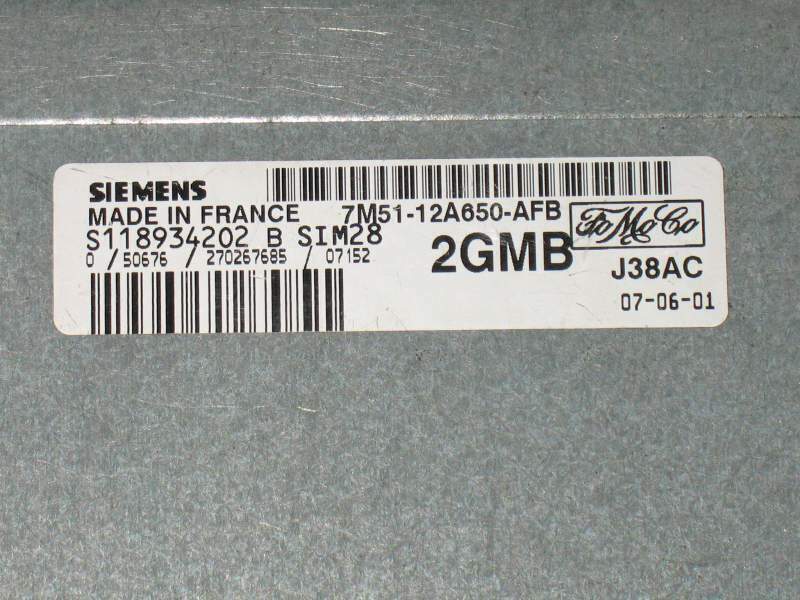 SIEMENS
MADE IN FRANCE 7M51-12A650-AFB
FoMoCo
S118934202 B SIM28
2GMB
0 / 50676 / 270267685 / 07152
J38AC
07-06-01